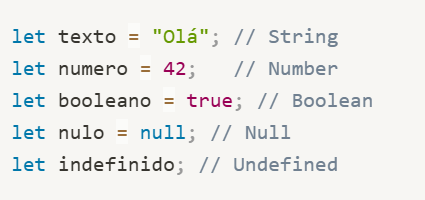 let texto = "Olá"; // String
let numero = 42;   // Number
let booleano = true; // Boolean
let nulo = null; // Null
let indefinido; // Undefined